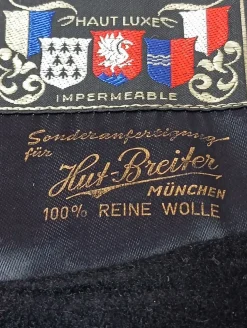 HAUT LUXE
IMPERMEABLE
Sonderanfertigung
für
Hut-Breiter
MÜNCHEN
100% REINE WOLLE